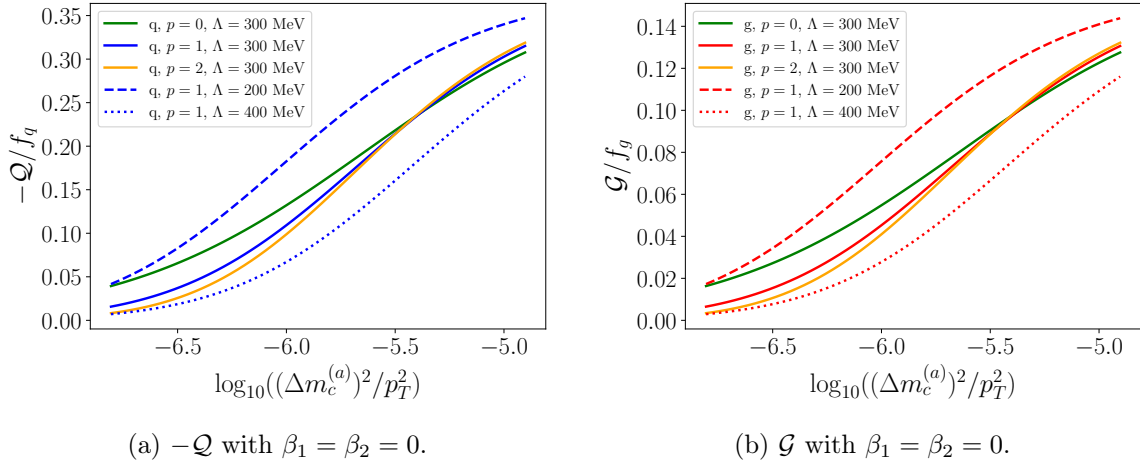 −𝒬/f_q
0.35
0.30
0.25
0.20
0.15
0.10
0.05
0.00
q, p = 0, Λ = 300 MeV
q, p = 1, Λ = 300 MeV
q, p = 2, Λ = 300 MeV
q, p = 1, Λ = 200 MeV
q, p = 1, Λ = 400 MeV
−6.5 −6.0 −5.5 −5.0
log₁₀((Δm_c^{(a)})²/p_T²)
(a) −𝒬 with β₁ = β₂ = 0.
𝒢/f_g
0.14
0.12
0.10
0.08
0.06
0.04
0.02
0.00
g, p = 0, Λ = 300 MeV
g, p = 1, Λ = 300 MeV
g, p = 2, Λ = 300 MeV
g, p = 1, Λ = 200 MeV
g, p = 1, Λ = 400 MeV
−6.5 −6.0 −5.5 −5.0
log₁₀((Δm_c^{(a)})²/p_T²)
(b) 𝒢 with β₁ = β₂ = 0.